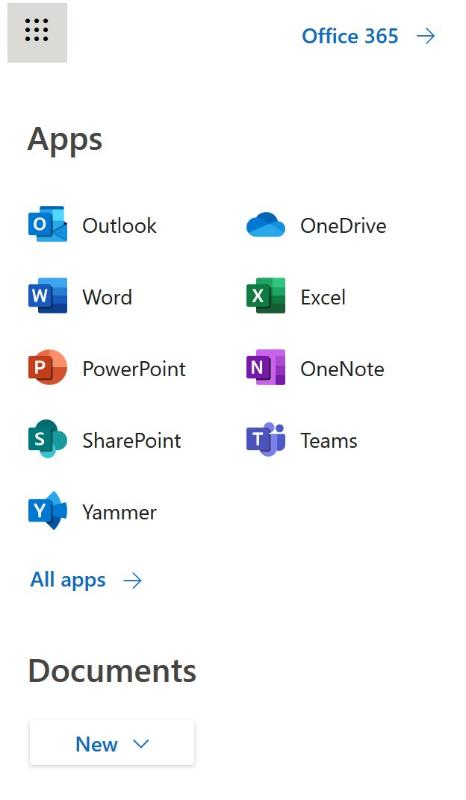 Office 365 →
Apps
Outlook OneDrive
Word Excel
PowerPoint OneNote
SharePoint Teams
Yammer
All apps →
Documents
New